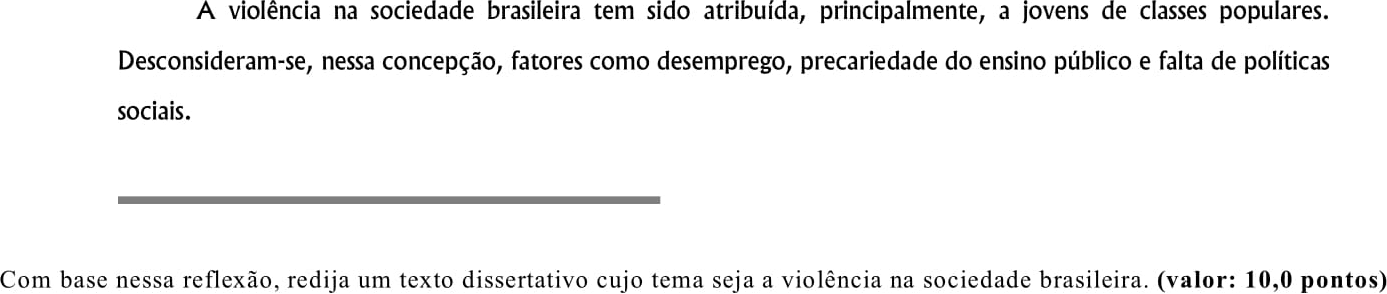 A violência na sociedade brasileira tem sido atribuída, principalmente, a jovens de classes populares.
Desconsideram-se, nessa concepção, fatores como desemprego, precariedade do ensino público e falta de políticas
sociais.
Com base nessa reflexão, redija um texto dissertativo cujo tema seja a violência na sociedade brasileira. (valor: 10,0 pontos)